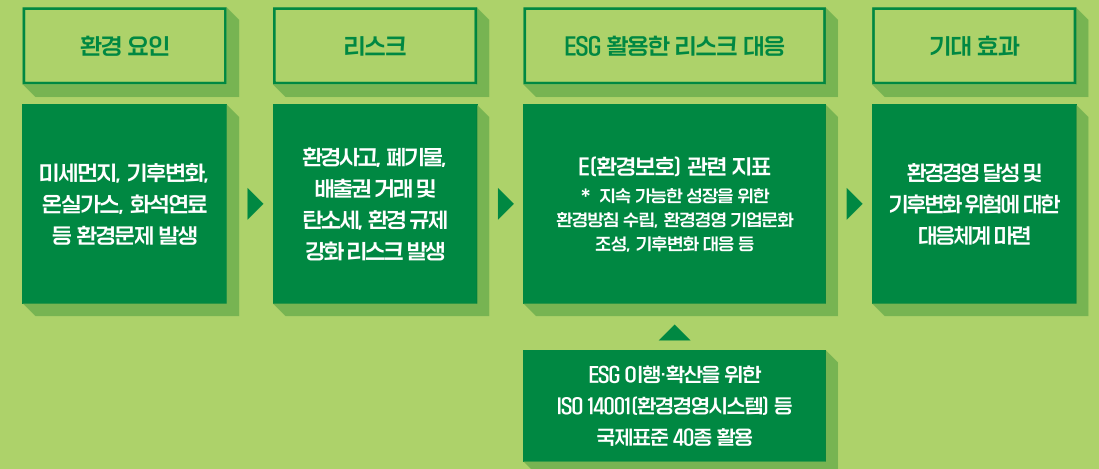 환경 요인
미세먼지, 기후변화,
온실가스, 화석연료
등 환경문제 발생
리스크
환경사고, 폐기물,
배출권 거래 및
탄소세, 환경 규제
강화 리스크 발생
ESG 활용한 리스크 대응
E(환경보호) 관련 지표
* 지속 가능한 성장을 위한
환경방침 수립, 환경경영 기업문화
조성, 기후변화 대응 등
ESG 이행·확산을 위한
ISO 14001(환경경영시스템) 등
국제표준 40종 활용
기대 효과
환경경영 달성 및
기후변화 위험에 대한
대응체계 마련